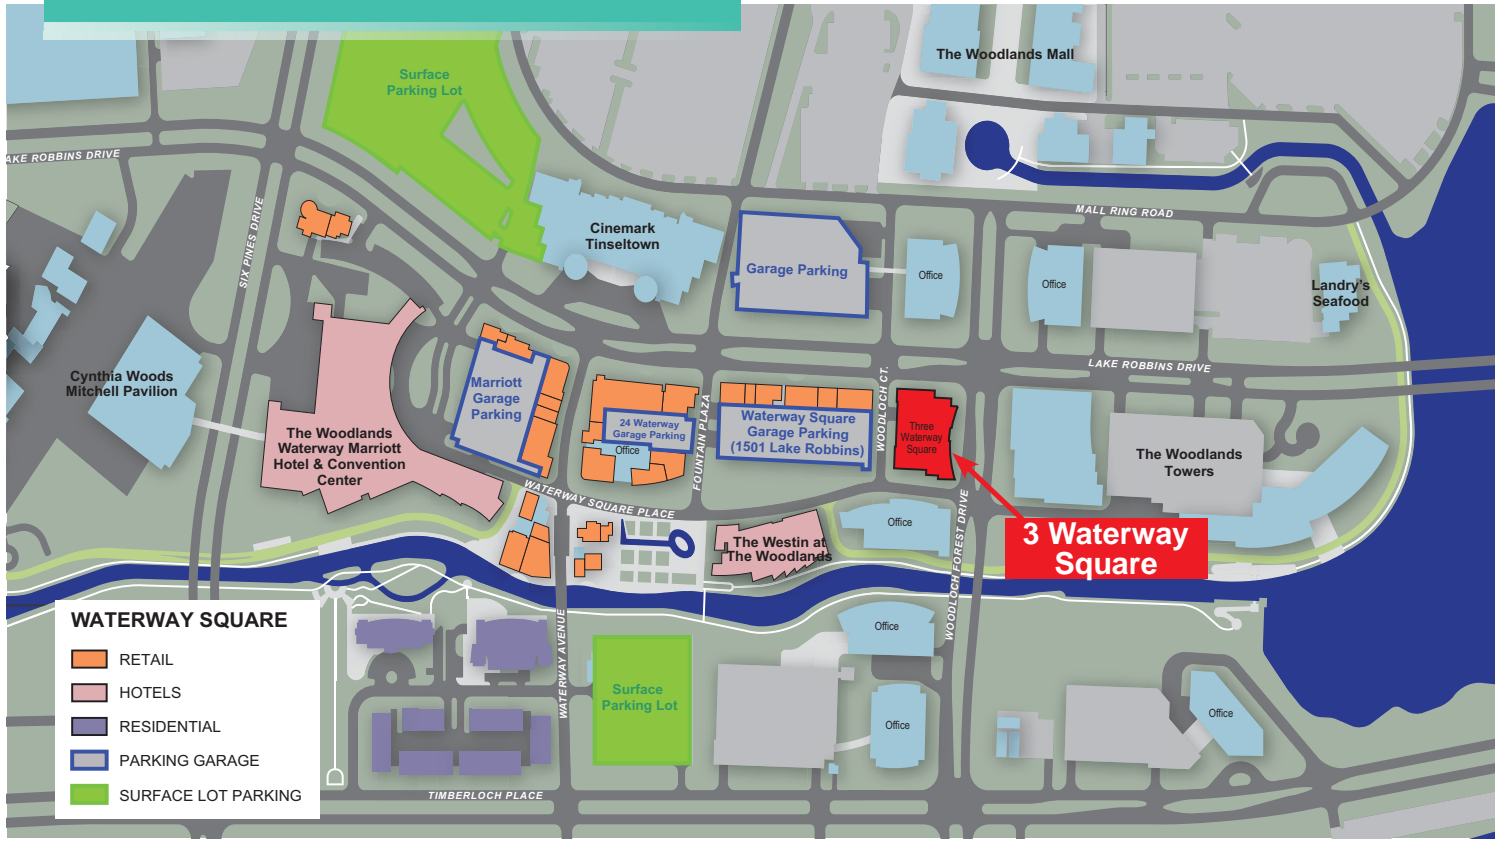 The Woodlands Mall
Surface
Parking Lot
LAKE ROBBINS DRIVE
SIX PINES DRIVE
MALL RING ROAD
Cinemark
Tinseltown
Garage Parking
Office
Office
Landry's
Seafood
LAKE ROBBINS DRIVE
Cynthia Woods
Mitchell Pavilion
Marriott
Garage
Parking
24 Waterway
Garage Parking
Office
FOUNTAIN PLAZA
Waterway Square
Garage Parking
(1501 Lake Robbins)
WOODLOCH CT.
Three
Waterway
Square
The Woodlands
Waterway Marriott
Hotel & Convention
Center
The Woodlands
Towers
WATERWAY SQUARE PLACE
The Westin at
The Woodlands
Office
WOODLOCH FOREST DRIVE
3 Waterway
Square
WATERWAY AVENUE
Office
Surface
Parking Lot
Office
Office
TIMBERLOCH PLACE
WATERWAY SQUARE
RETAIL
HOTELS
RESIDENTIAL
PARKING GARAGE
SURFACE LOT PARKING